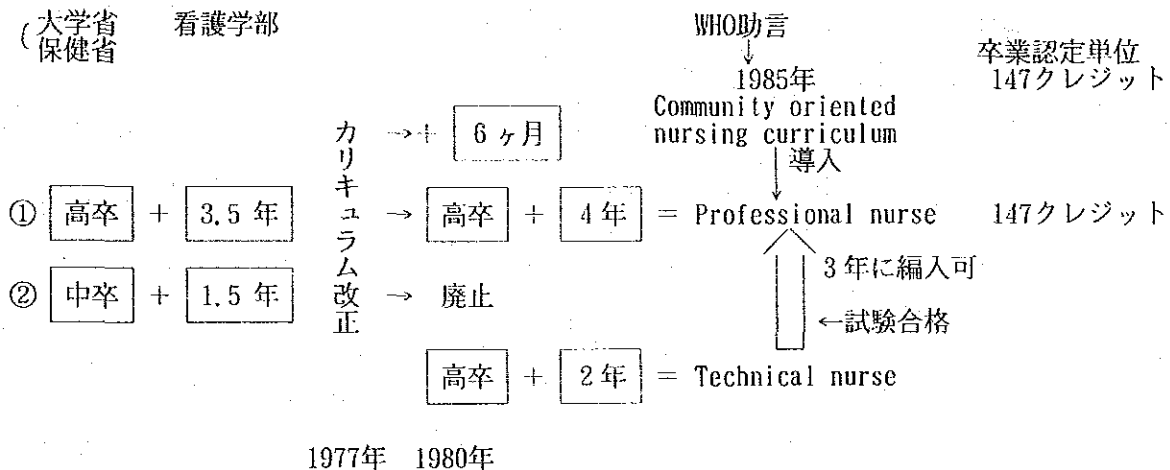 (大学省 看護学部 WHO助言
保健省 ↓ 卒業認定単位
1985年 147クレジット
Community oriented
カリキュラム改正 →+ 6ヶ月 nursing curriculum
↓導入
① 高卒 + 3.5年 → 高卒 + 4年 = Professional nurse 147クレジット
3年に編入可
② 中卒 + 1.5年 → 廃止
←試験合格
高卒 + 2年 = Technical nurse
1977年 1980年